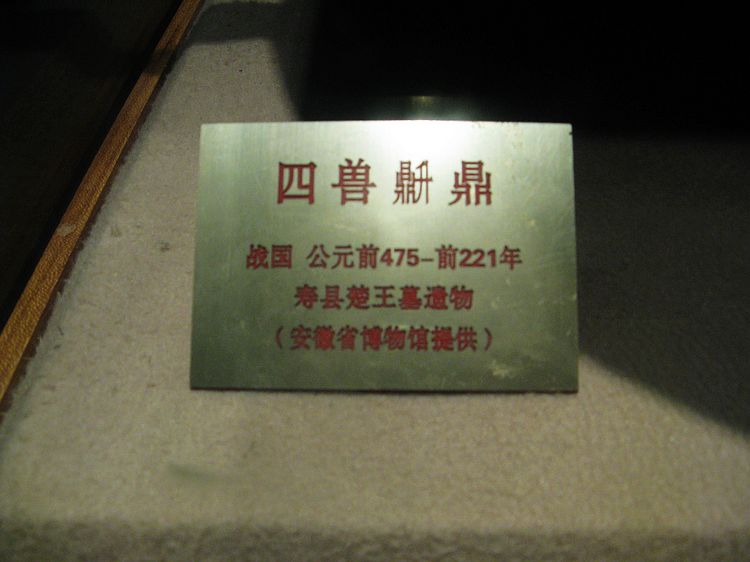 四兽 鼎
战国 公元前475–前221年
寿县楚王墓遗物
（安徽省博物馆提供）